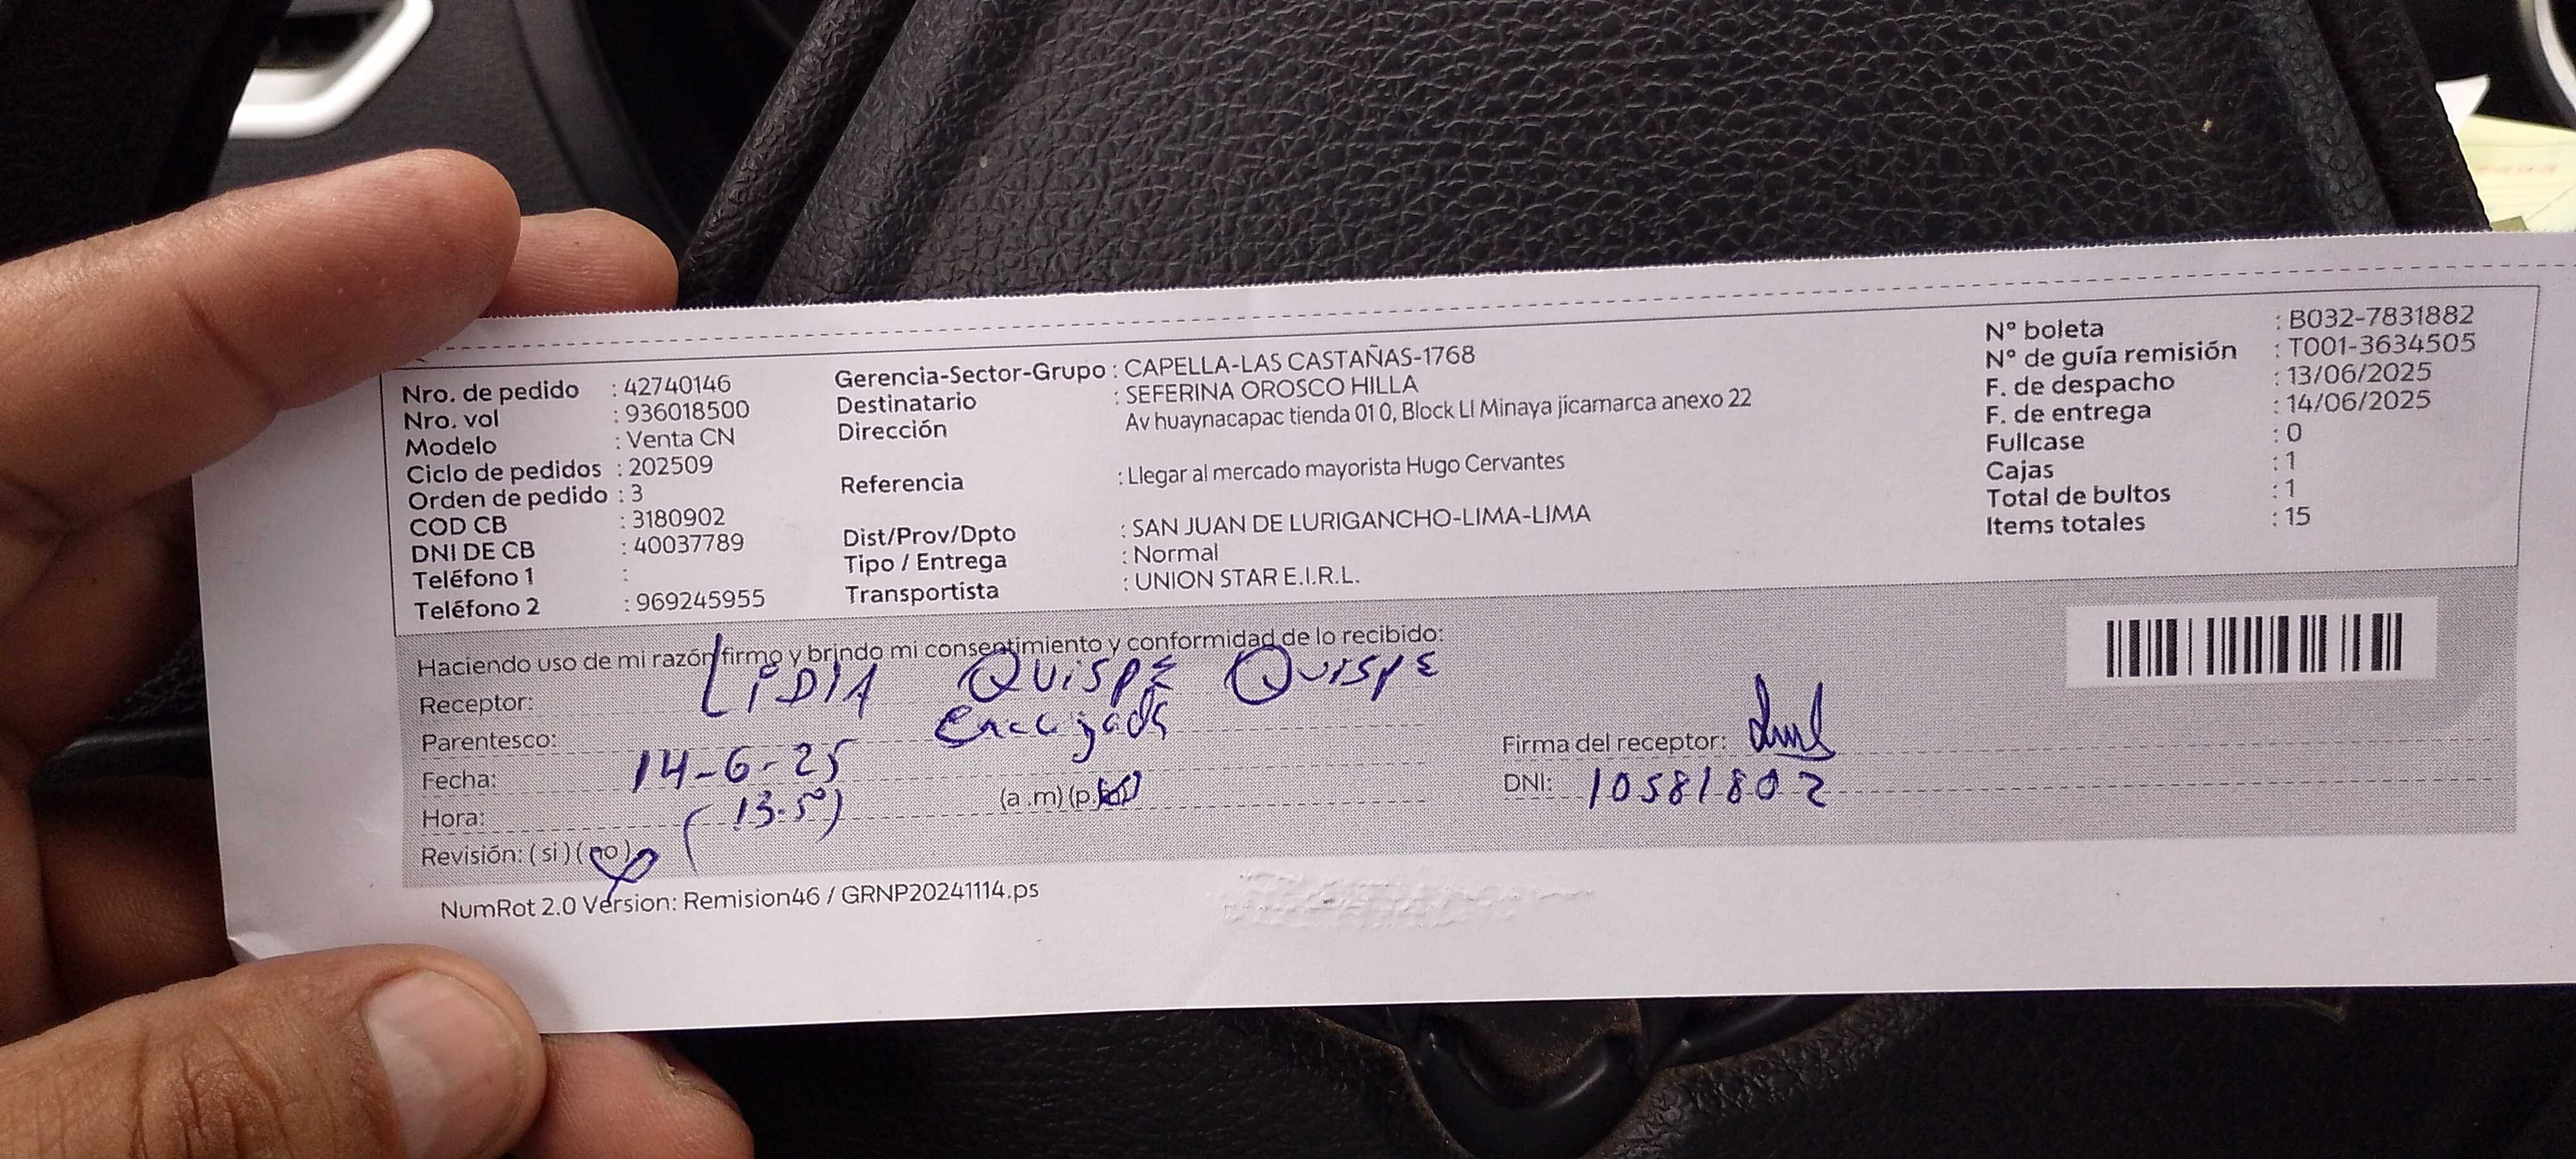 Nro. de pedido : 42740146
Nro. vol : 936018500
Modelo : Venta CN
Ciclo de pedidos : 202509
Orden de pedido : 3
COD CB : 3180902
DNI DE CB : 40037789
Teléfono 1 :
Teléfono 2 : 969245955
Gerencia-Sector-Grupo : CAPELLA-LAS CASTAÑAS-1768
Destinatario : SEFERINA OROSCO HILLA
Dirección Av huaynacapac tienda 01 0, Block Ll Minaya jicamarca anexo 22
Referencia : Llegar al mercado mayorista Hugo Cervantes
Dist/Prov/Dpto : SAN JUAN DE LURIGANCHO-LIMA-LIMA
Tipo / Entrega : Normal
Transportista : UNION STAR E.I.R.L.
N° boleta : B032-7831882
N° de guía remisión : T001-3634505
F. de despacho : 13/06/2025
F. de entrega : 14/06/2025
Fullcase : 0
Cajas : 1
Total de bultos : 1
Items totales : 15
Haciendo uso de mi razón firmo y brindo mi consentimiento y conformidad de lo recibido:
Receptor: LiDiA QUispE QUispE
Parentesco:
Fecha: 14-6-25
Hora: (13.50) (a .m) (p.
Revisión: ( si ) ( no )
Firma del receptor:
DNI: 10581802
NumRot 2.0 Version: Remision46 / GRNP20241114.ps